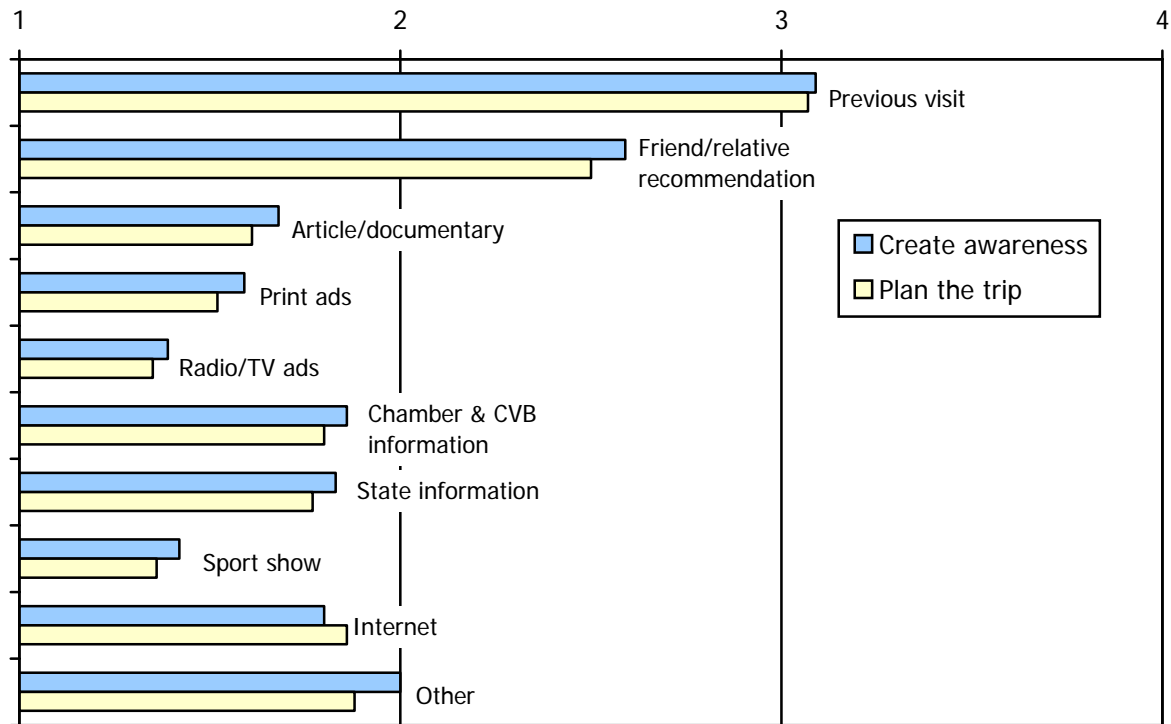 1 2 3 4
Previous visit
Friend/relative
recommendation
Article/documentary
Create awareness
Plan the trip
Print ads
Radio/TV ads
Chamber & CVB
information
State information
Sport show
Internet
Other